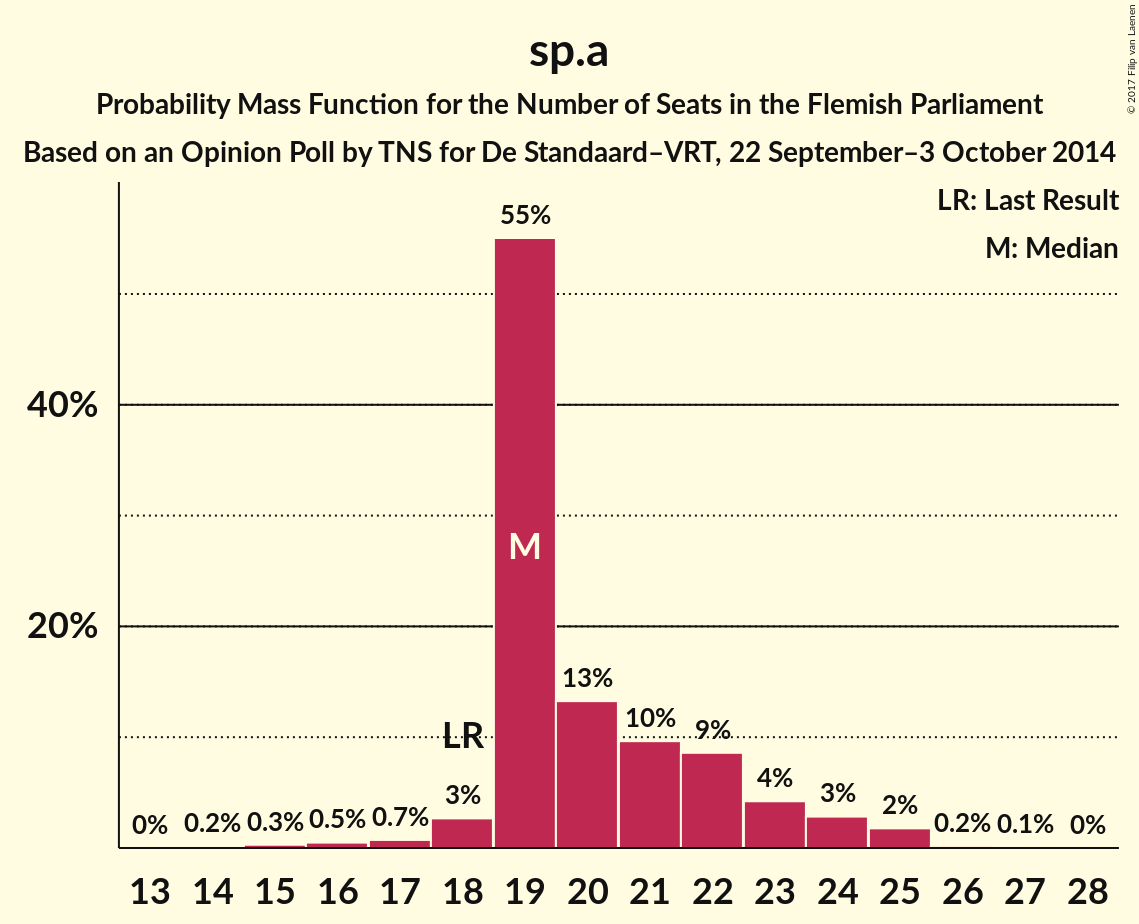 sp.a
Probability Mass Function for the Number of Seats in the Flemish Parliament
Based on an Opinion Poll by TNS for De Standaard–VRT, 22 September–3 October 2014
© 2017 Filip van Laenen
LR: Last Result
M: Median
55%
40%
M
20%
13%
10%
9%
LR
4%
3%
3%
2%
0%
0.2%
0.3%
0.5%
0.7%
0.2%
0.1%
0%
13 14 15 16 17 18 19 20 21 22 23 24 25 26 27 28